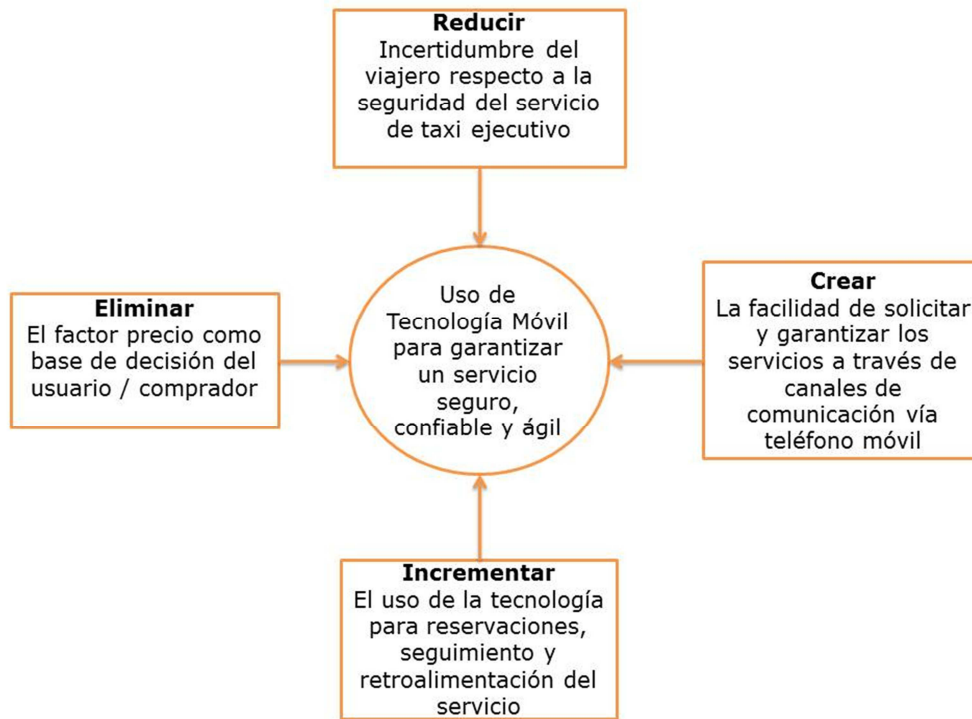 Reducir
Incertidumbre del
viajero respecto a la
seguridad del servicio
de taxi ejecutivo
Eliminar
El factor precio como
base de decisión del
usuario / comprador
Uso de
Tecnología Móvil
para garantizar
un servicio
seguro,
confiable y ágil
Crear
La facilidad de solicitar
y garantizar los
servicios a través de
canales de
comunicación vía
teléfono móvil
Incrementar
El uso de la tecnología
para reservaciones,
seguimiento y
retroalimentación del
servicio